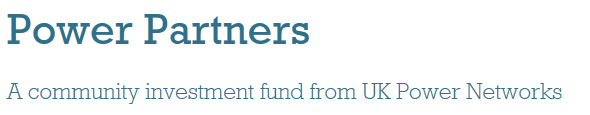 Power Partners
A community investment fund from UK Power Networks